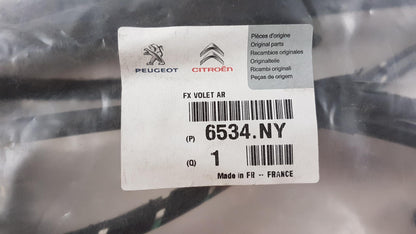 PEUGEOT
CITROËN
Pièces d'origine
Original parts
Recambios originales
Originalteile
Ricambi originali
Peças de origem
FX VOLET AR
(P) 6534.NY
(Q) 1
Made in FR -- FRANCE